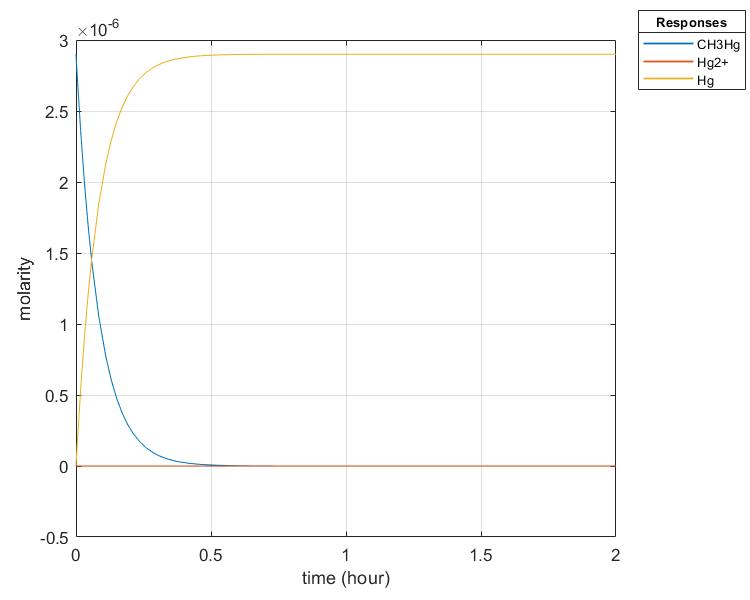 ×10-6
Responses
CH3Hg
Hg2+
Hg
3
2.5
2
1.5
1
0.5
0
-0.5
molarity
0 0.5 1 1.5 2
time (hour)